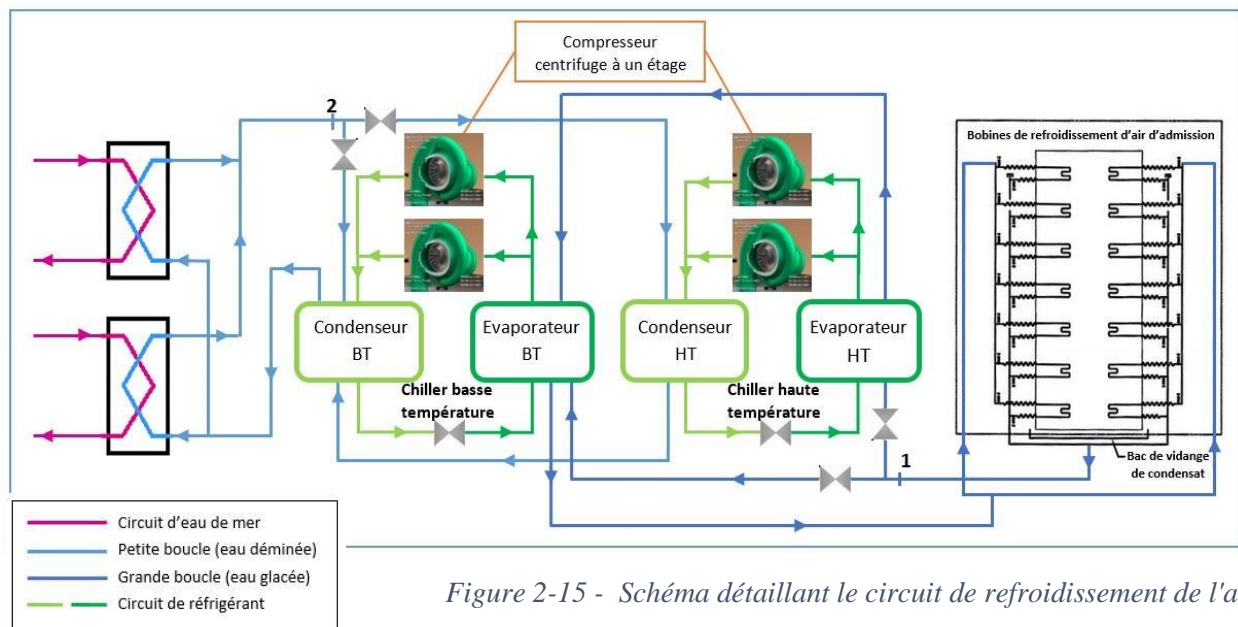 Compresseur
centrifuge à un étage
2
Bobines de refroidissement d'air d'admission
Condenseur
BT
Evaporateur
BT
Condenseur
HT
Evaporateur
HT
Chiller basse
température
Chiller haute
température
1
Bac de vidange
de condensat
Circuit d'eau de mer
Petite boucle (eau déminée)
Grande boucle (eau glacée)
Circuit de réfrigérant
Figure 2-15 - Schéma détaillant le circuit de refroidissement de l'a